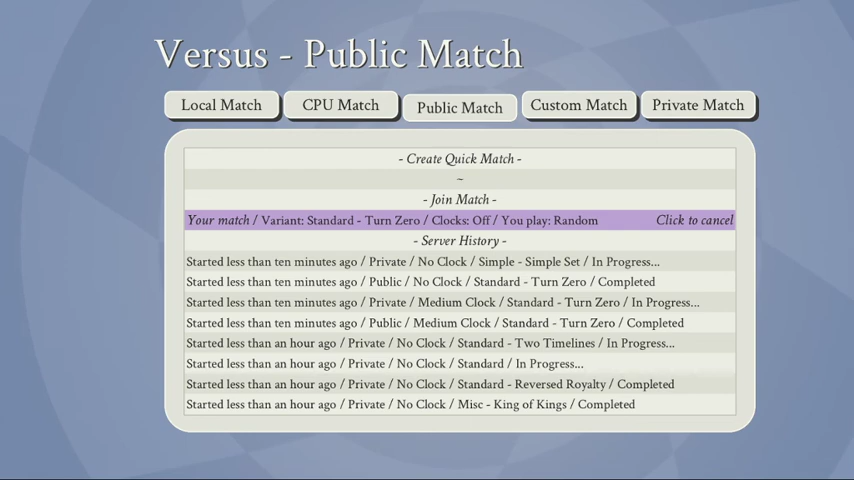 Versus - Public Match
Local Match CPU Match Public Match Custom Match Private Match
- Create Quick Match -
~
- Join Match -
Your match / Variant: Standard - Turn Zero / Clocks: Off / You play: Random Click to cancel
- Server History -
Started less than ten minutes ago / Private / No Clock / Simple - Simple Set / In Progress...
Started less than ten minutes ago / Public / No Clock / Standard - Turn Zero / Completed
Started less than ten minutes ago / Private / Medium Clock / Standard - Turn Zero / In Progress...
Started less than ten minutes ago / Public / Medium Clock / Standard - Turn Zero / Completed
Started less than an hour ago / Private / No Clock / Standard - Two Timelines / In Progress...
Started less than an hour ago / Private / No Clock / Standard / In Progress...
Started less than an hour ago / Private / No Clock / Standard - Reversed Royalty / Completed
Started less than an hour ago / Private / No Clock / Misc - King of Kings / Completed